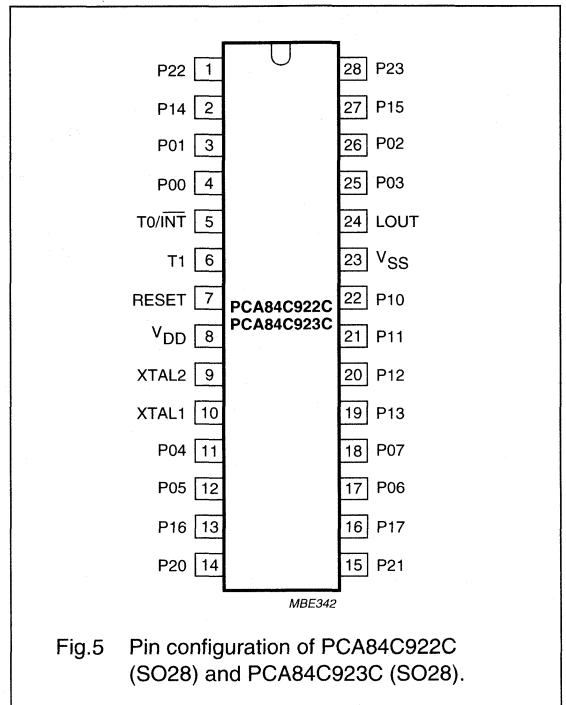 P22 1 28 P23
P14 2 27 P15
P01 3 26 P02
P00 4 25 P03
T0/I̅N̅T̅ 5 24 LOUT
T1 6 23 VSS
RESET 7 22 P10
PCA84C922C
PCA84C923C
VDD 8 21 P11
XTAL2 9 20 P12
XTAL1 10 19 P13
P04 11 18 P07
P05 12 17 P06
P16 13 16 P17
P20 14 15 P21
MBE342
Fig.5 Pin configuration of PCA84C922C
(SO28) and PCA84C923C (SO28).